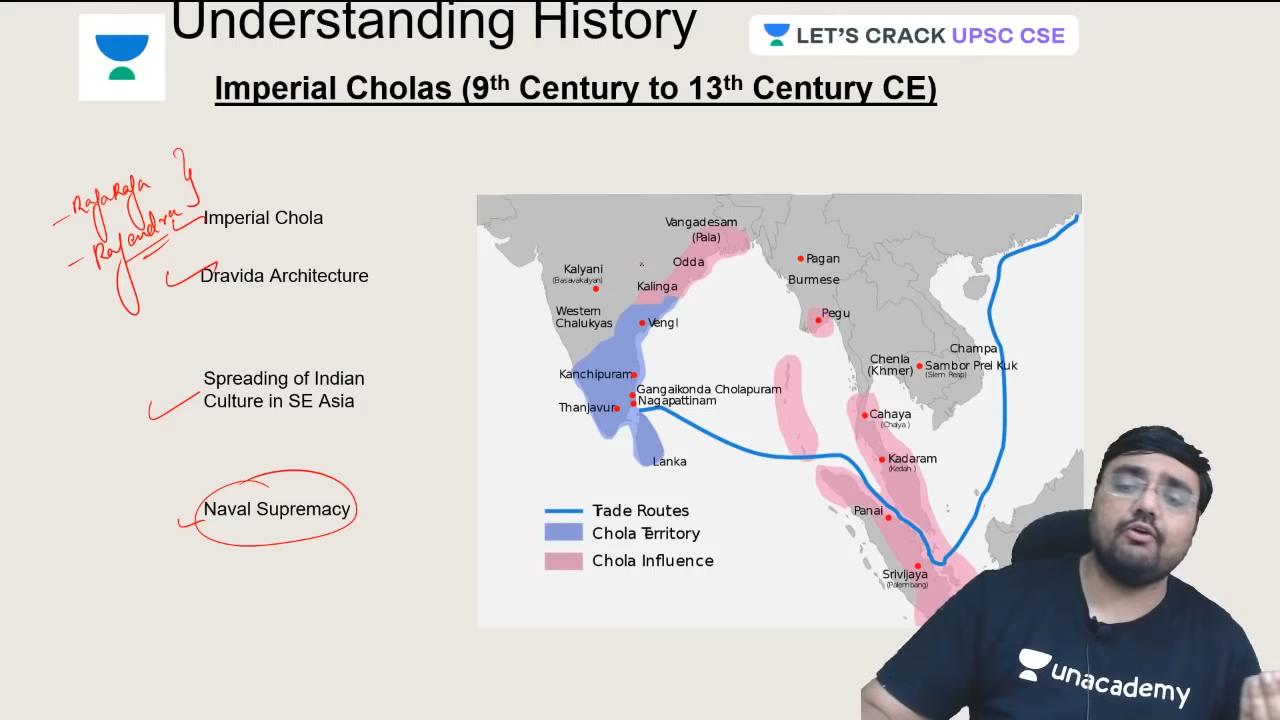 Understanding History
LET'S CRACK UPSC CSE
Imperial Cholas (9th Century to 13th Century CE)
- RajaRaja
- Rajendra
Imperial Chola
Dravida Architecture
Spreading of Indian
Culture in SE Asia
Naval Supremacy
Vangadesam
(Pala)
Odda
Kalinga
Kalyani
(Basavakalyan)
Western
Chalukyas
Vengi
Kanchipuram
Gangaikonda Cholapuram
Nagapattinam
Thanjavur
Lanka
Pagan
Burmese
Pegu
Champa
Chenla
(Khmer)
Sambor Prei Kuk
(Siem Reap)
Cahaya
(Chaiya )
Kadaram
(Kedah )
Panai
Srivijaya
(Palembang)
Trade Routes
Chola Territory
Chola Influence
unacademy